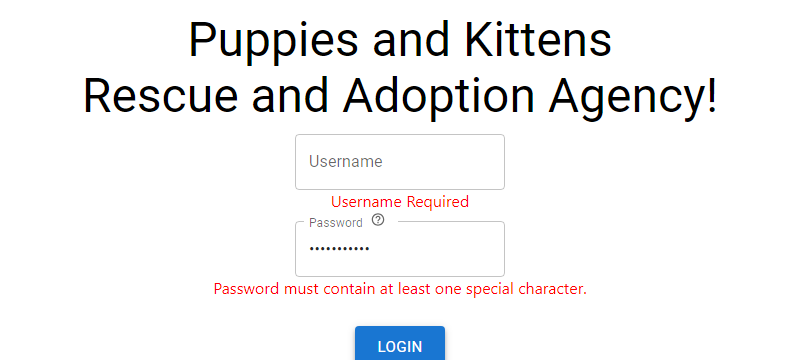 Puppies and Kittens
Rescue and Adoption Agency!
Username
Username Required
Password ?
•••••••••••
Password must contain at least one special character.
LOGIN